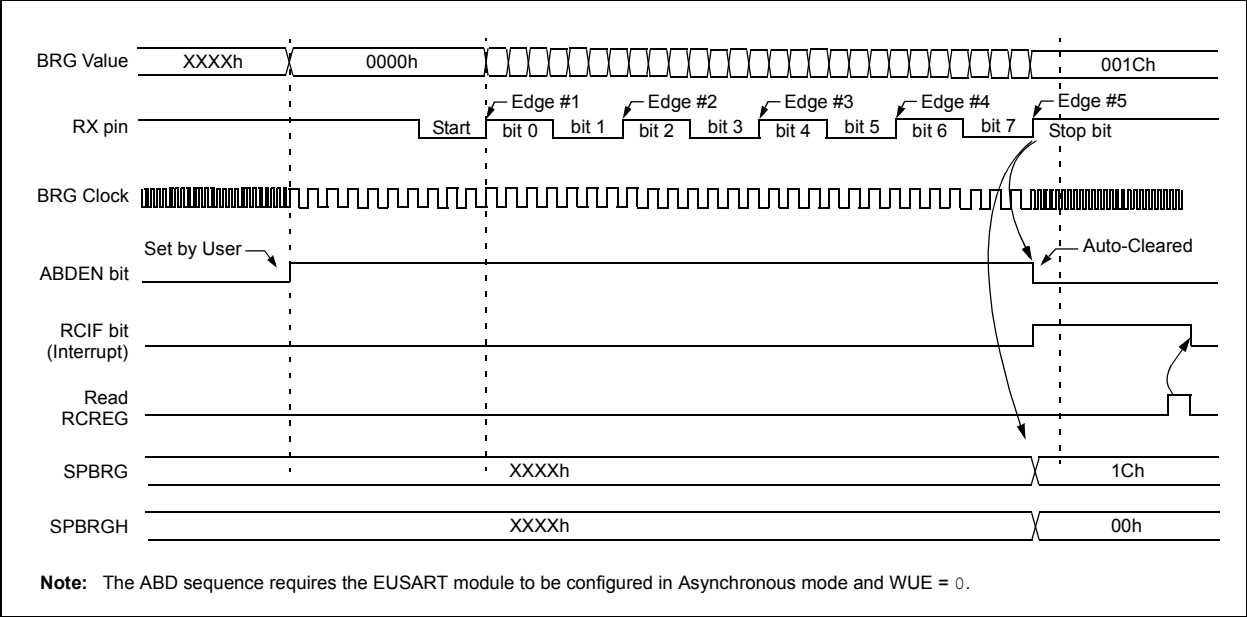 BRG Value XXXXh 0000h 001Ch
Edge #1 Edge #2 Edge #3 Edge #4 Edge #5
RX pin Start bit 0 bit 1 bit 2 bit 3 bit 4 bit 5 bit 6 bit 7 Stop bit
BRG Clock
Set by User Auto-Cleared
ABDEN bit
RCIF bit
(Interrupt)
Read
RCREG
SPBRG XXXXh 1Ch
SPBRGH XXXXh 00h
Note: The ABD sequence requires the EUSART module to be configured in Asynchronous mode and WUE = 0.